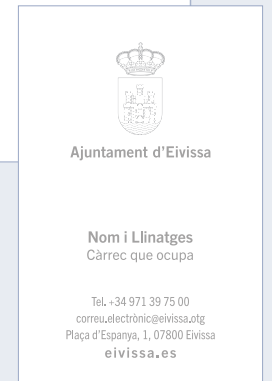 Ajuntament d'Eivissa
Nom i Llinatges
Càrrec que ocupa
Tel. +34 971 39 75 00
correu.electrònic@eivissa.otg
Plaça d'Espanya, 1, 07800 Eivissa
eivissa.es